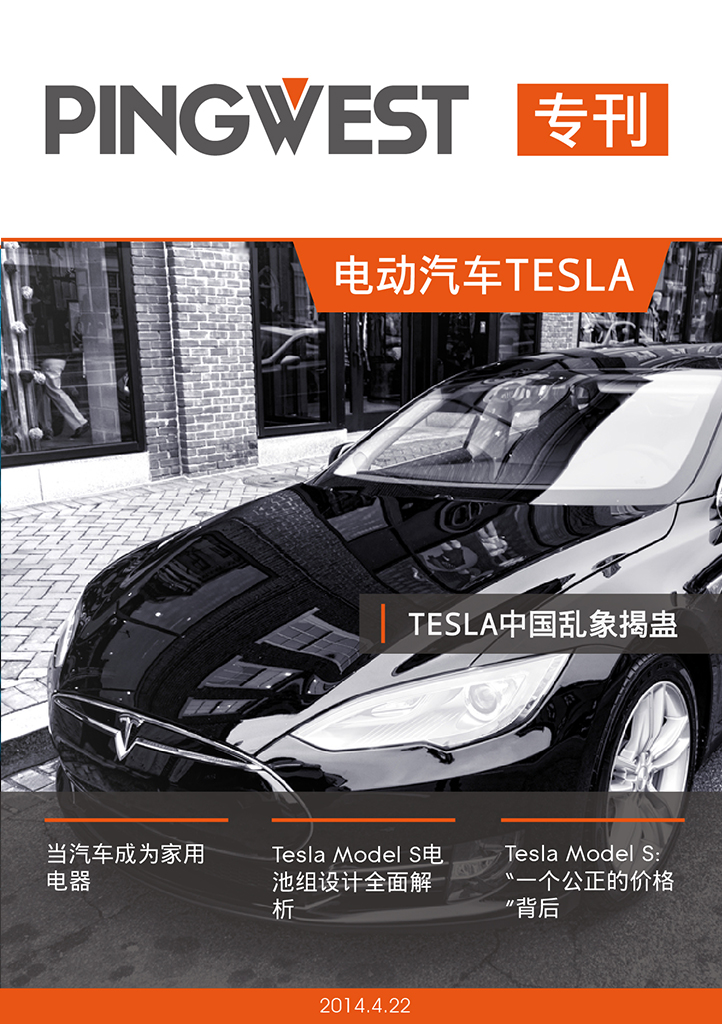 PINGWEST
专刊
电动汽车TESLA
TESLA中国乱象揭蛊
当汽车成为家用
电器
Tesla Model S电
池组设计全面解
析
Tesla Model S:
“一个公正的价格
”背后
2014.4.22